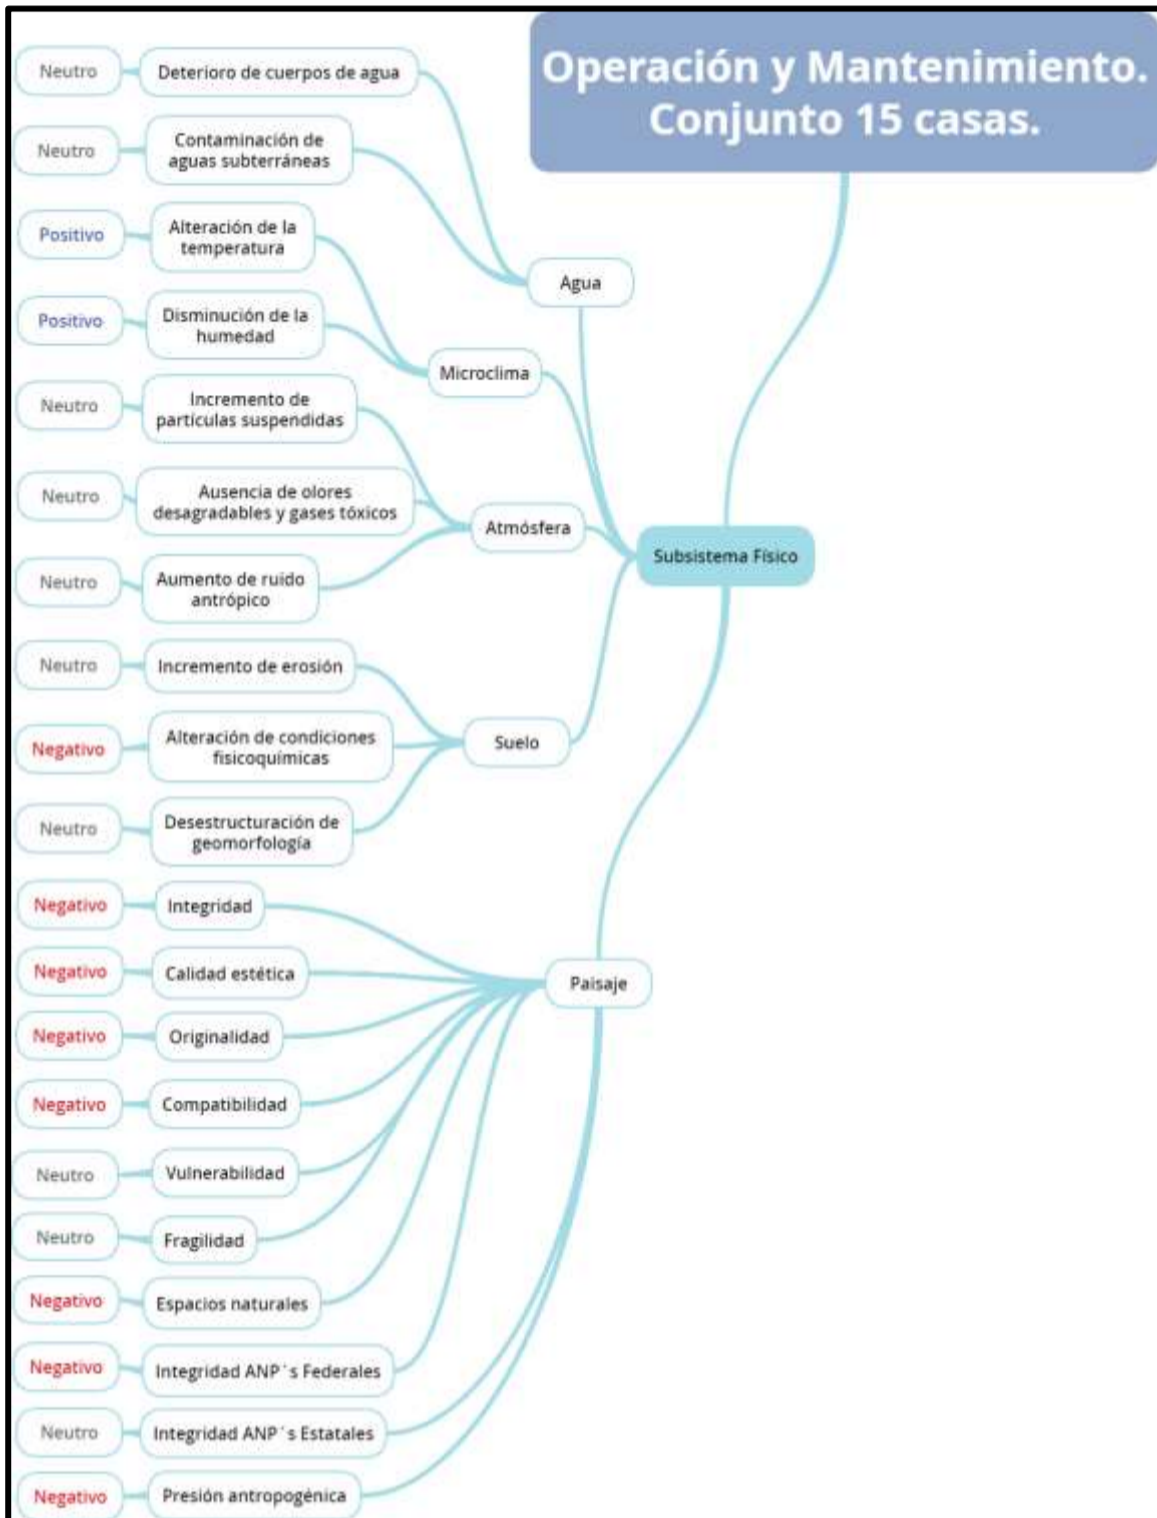 Operación y Mantenimiento.
Conjunto 15 casas.
Subsistema Físico
Agua
Neutro
Deterioro de cuerpos de agua
Neutro
Contaminación de
aguas subterráneas
Microclima
Positivo
Alteración de la
temperatura
Positivo
Disminución de la
humedad
Atmósfera
Neutro
Incremento de
partículas suspendidas
Neutro
Ausencia de olores
desagradables y gases tóxicos
Neutro
Aumento de ruido
antrópico
Suelo
Neutro
Incremento de erosión
Negativo
Alteración de condiciones
fisicoquímicas
Neutro
Desestructuración de
geomorfología
Paisaje
Negativo
Integridad
Negativo
Calidad estética
Negativo
Originalidad
Negativo
Compatibilidad
Neutro
Vulnerabilidad
Neutro
Fragilidad
Negativo
Espacios naturales
Negativo
Integridad ANP´s Federales
Neutro
Integridad ANP´s Estatales
Negativo
Presión antropogénica